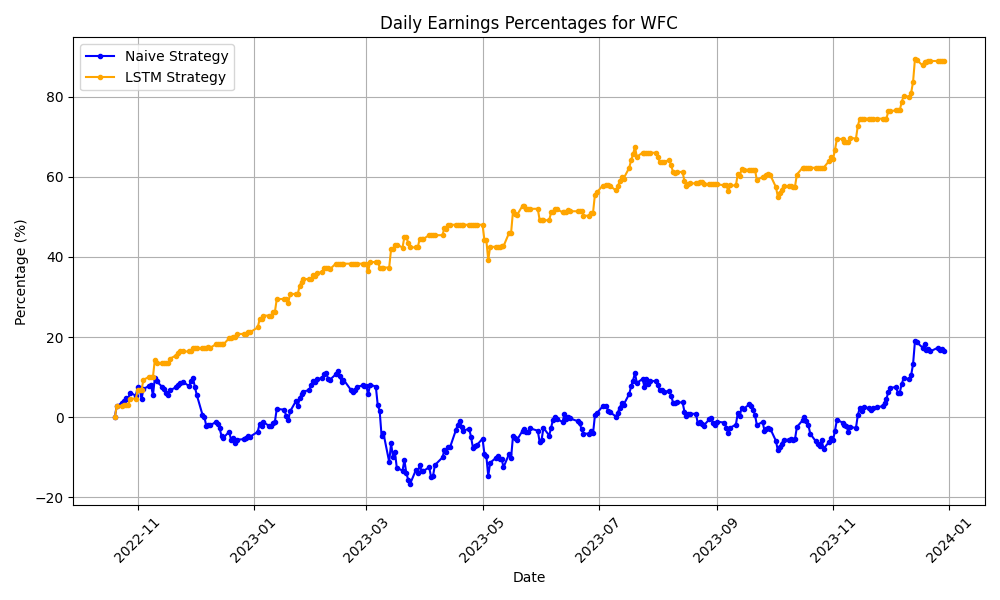 Daily Earnings Percentages for WFC
Naive Strategy
LSTM Strategy
Percentage (%)
80
60
40
20
0
−20
2022-11
2023-01
2023-03
2023-05
2023-07
2023-09
2023-11
2024-01
Date